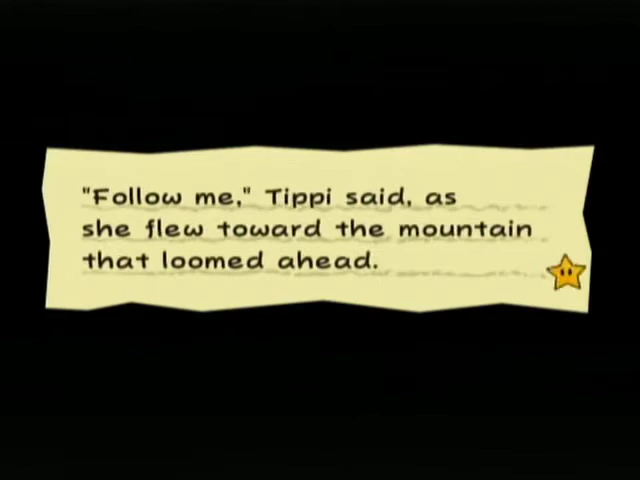 "Follow me," Tippi said, as
she flew toward the mountain
that loomed ahead.